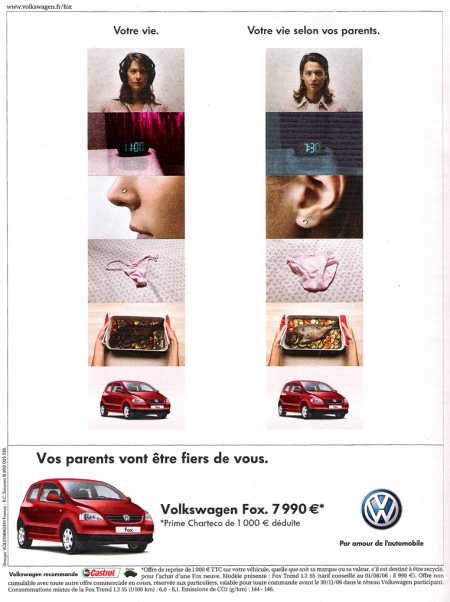 www.volkswagen.fr/fox
Votre vie.
Votre vie selon vos parents.
11:00
7:30
Vos parents vont être fiers de vous.
Fox
Volkswagen Fox. 7 990 €*
*Prime Charteco de 1 000 € déduite
Par amour de l'automobile
Volkswagen recommande Castrol
*Offre de reprise de 1 000 € TTC sur votre véhicule, quelle que soit sa marque ou sa valeur, s'il est destiné à être recyclé,
pour l'achat d'une Fox neuve. Modèle présenté : Fox Trend 1.2 55 (tarif conseillé au 01/08/06 : 8 990 €). Offre non
cumulable avec toute autre offre commerciale en cours, réservée aux particuliers, valable pour toute commande avant le 30/11/06 dans le réseau Volkswagen participant.
Consommations mixtes de la Fox Trend 1.2 55 (l/100 km) : 6,0 - 6,1. Emissions de CO2 (g/km) : 144 - 146.